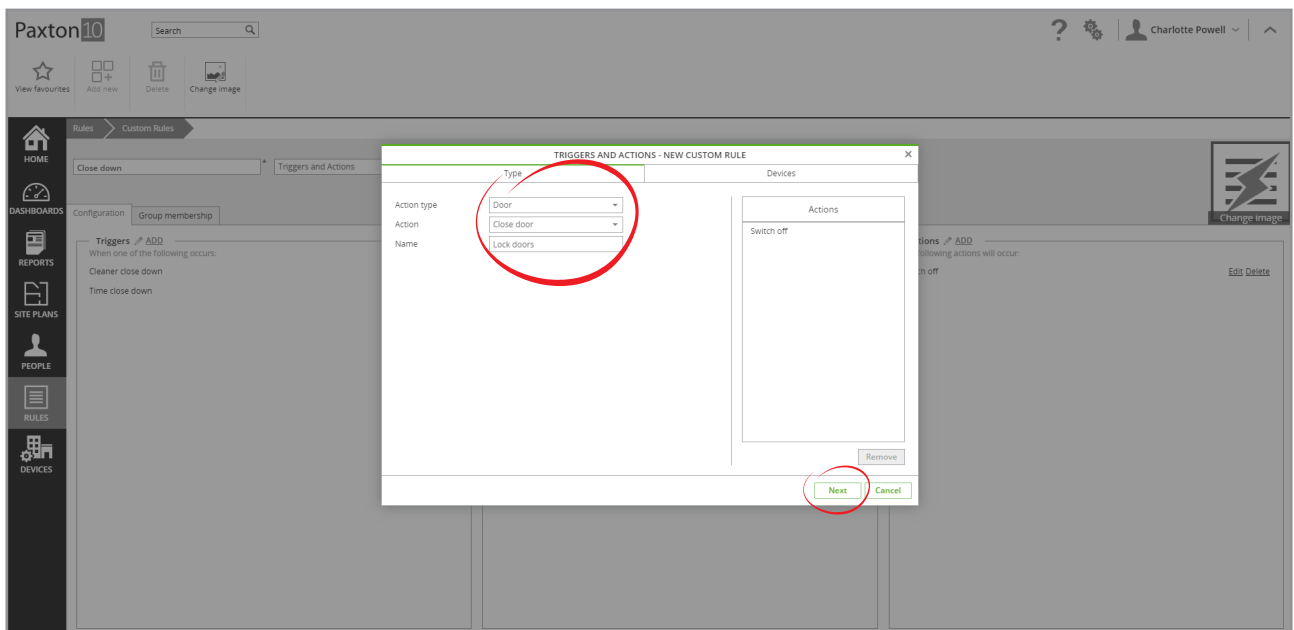 Paxton10
Search
? Charlotte Powell
View favourites
Add new
Delete
Change image
HOME
DASHBOARDS
REPORTS
SITE PLANS
PEOPLE
RULES
DEVICES
Rules
Custom Rules
Close down *
Triggers and Actions
Change image
Configuration
Group membership
Triggers ADD
When one of the following occurs:
Cleaner close down
Time close down
TRIGGERS AND ACTIONS - NEW CUSTOM RULE X
Type
Devices
Action type Door
Action Close door
Name Lock doors
Actions
Switch off
Remove
Next
Cancel
tions ADD
following actions will occur:
h off
Edit Delete